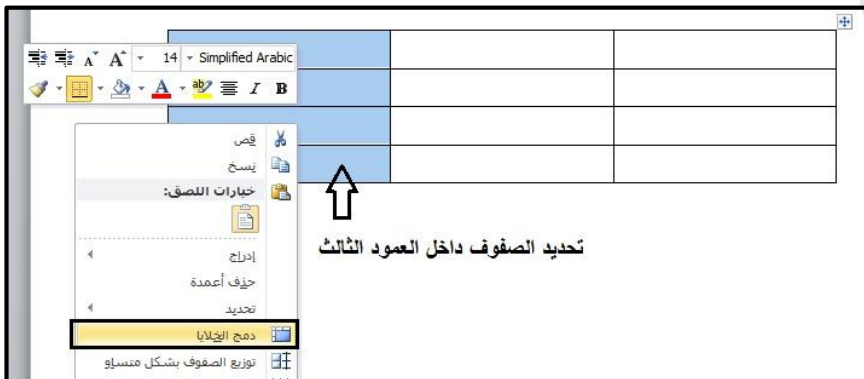 14 Simplified Arabic
A A
A ab I B
قص
نسخ
خيارات اللصق:
تحديد الصفوف داخل العمود الثالث
إدراج
حذف أعمدة
تحديد
دمج الخلايا
توزيع الصفوف بشكل متساو